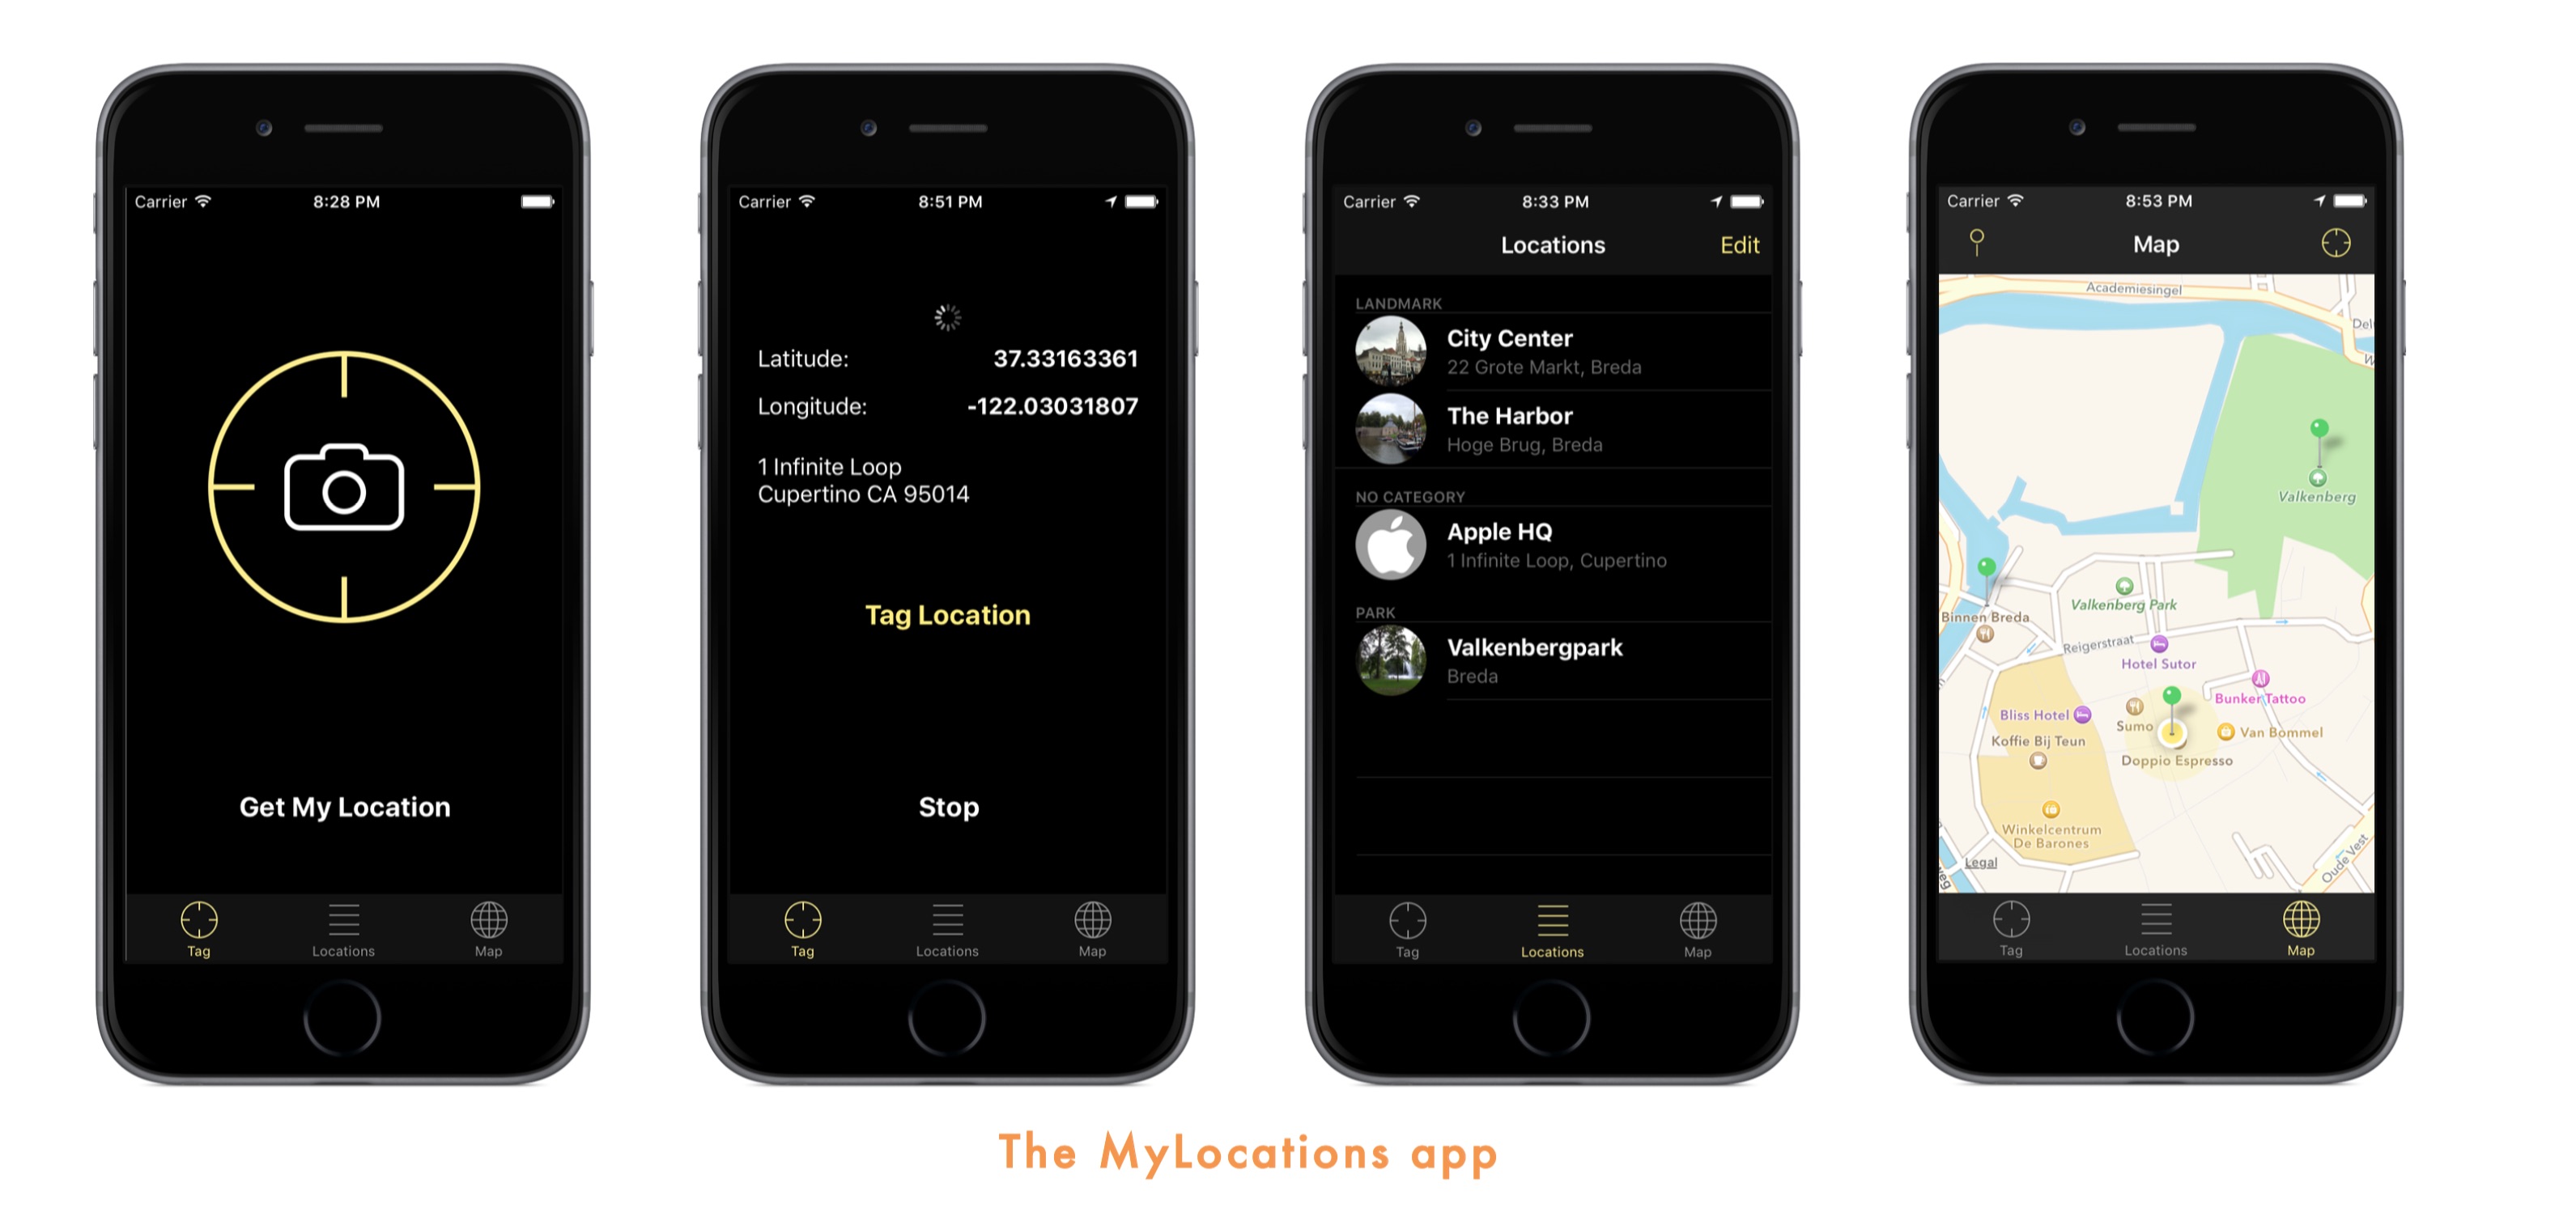 Carrier 8:28 PM
Get My Location
Tag Locations Map
Carrier 8:51 PM
Latitude: 37.33163361
Longitude: -122.03031807
1 Infinite Loop
Cupertino CA 95014
Tag Location
Stop
Tag Locations Map
Carrier 8:33 PM
Locations Edit
LANDMARK
City Center
22 Grote Markt, Breda
The Harbor
Hoge Brug, Breda
NO CATEGORY
Apple HQ
1 Infinite Loop, Cupertino
PARK
Valkenbergpark
Breda
Tag Locations Map
Carrier 8:53 PM
Map
Academiesingel
Del
W
Valkenberg
Valkenberg Park
Binnen Breda
Reigerstraat
Hotel Sutor
Bunker Tattoo
Bliss Hotel
Sumo
Van Bommel
Koffie Bij Teun
Doppio Espresso
Winkelcentrum
De Barones
Legal
Oude Vest
Tag Locations Map
The MyLocations app